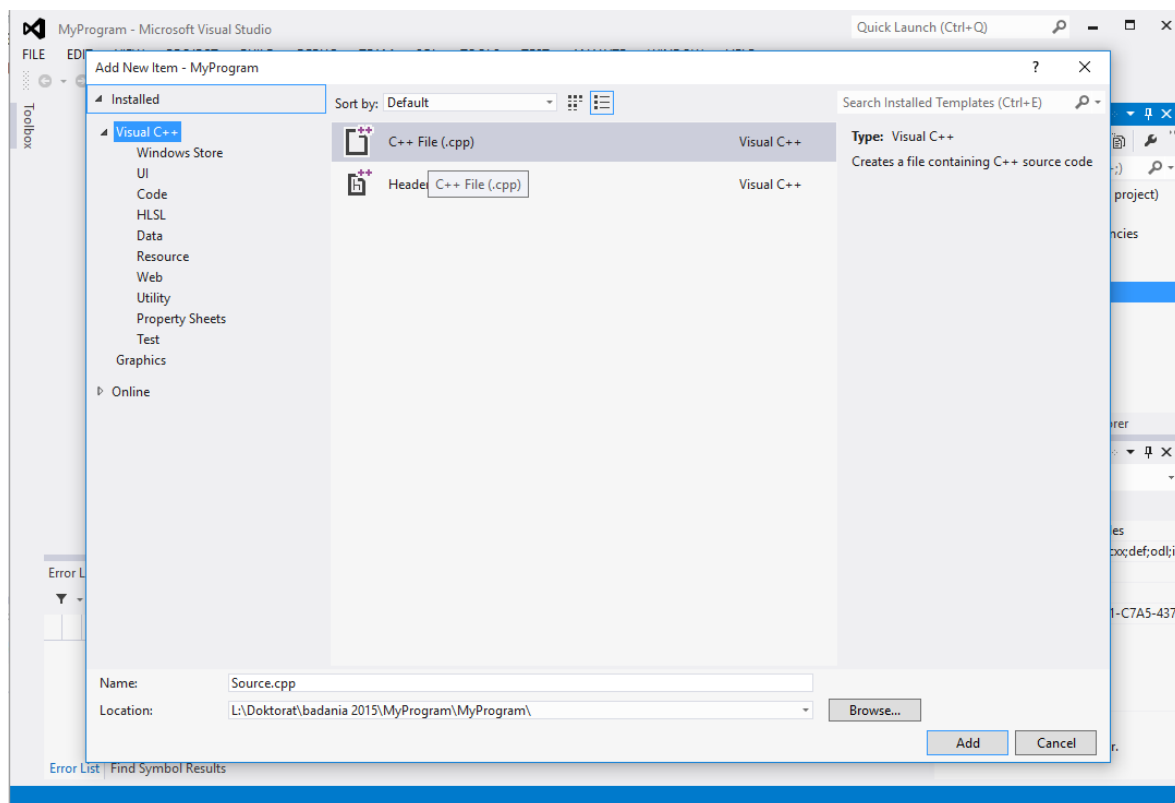 MyProgram - Microsoft Visual Studio
Quick Launch (Ctrl+Q)
FILE
Toolbox
Add New Item - MyProgram
?
Installed
Sort by: Default
Search Installed Templates (Ctrl+E)
Visual C++
Windows Store
UI
Code
HLSL
Data
Resource
Web
Utility
Property Sheets
Test
Graphics
Online
C++ File (.cpp) Visual C++
Header Visual C++
C++ File (.cpp)
Type: Visual C++
Creates a file containing C++ source code
project)
Error L
1-C7A5-437
Name: Source.cpp
Location: L:\Doktorat\badania 2015\MyProgram\MyProgram\
Browse...
Add Cancel
Error List Find Symbol Results